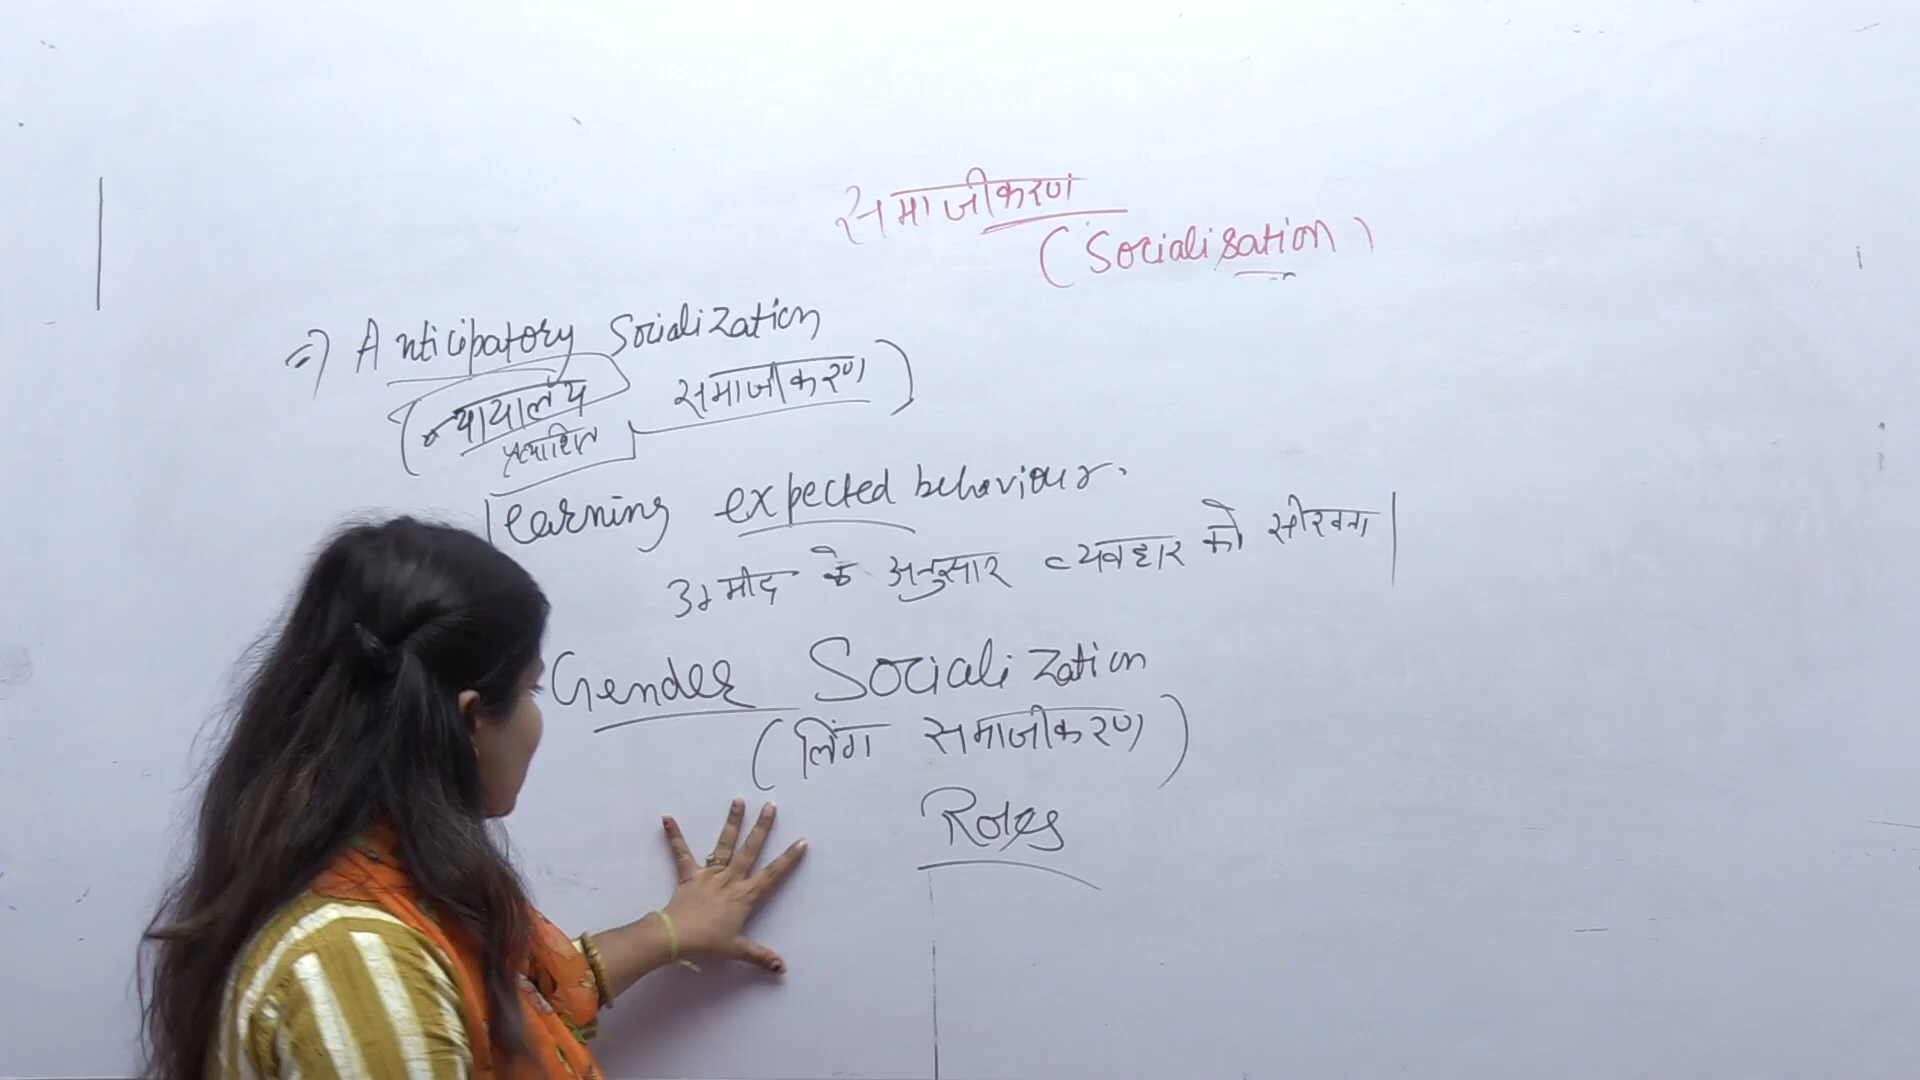 समाजीकरण
(Socialisation)
=) Anticipatory Socialization
(न्यायालय समाजीकरण)
प्रत्याशित
learning expected behaviour.
उम्मीद के अनुसार व्यवहार को सीखना
Gender Socialization
(लिंग समाजीकरण)
Roles